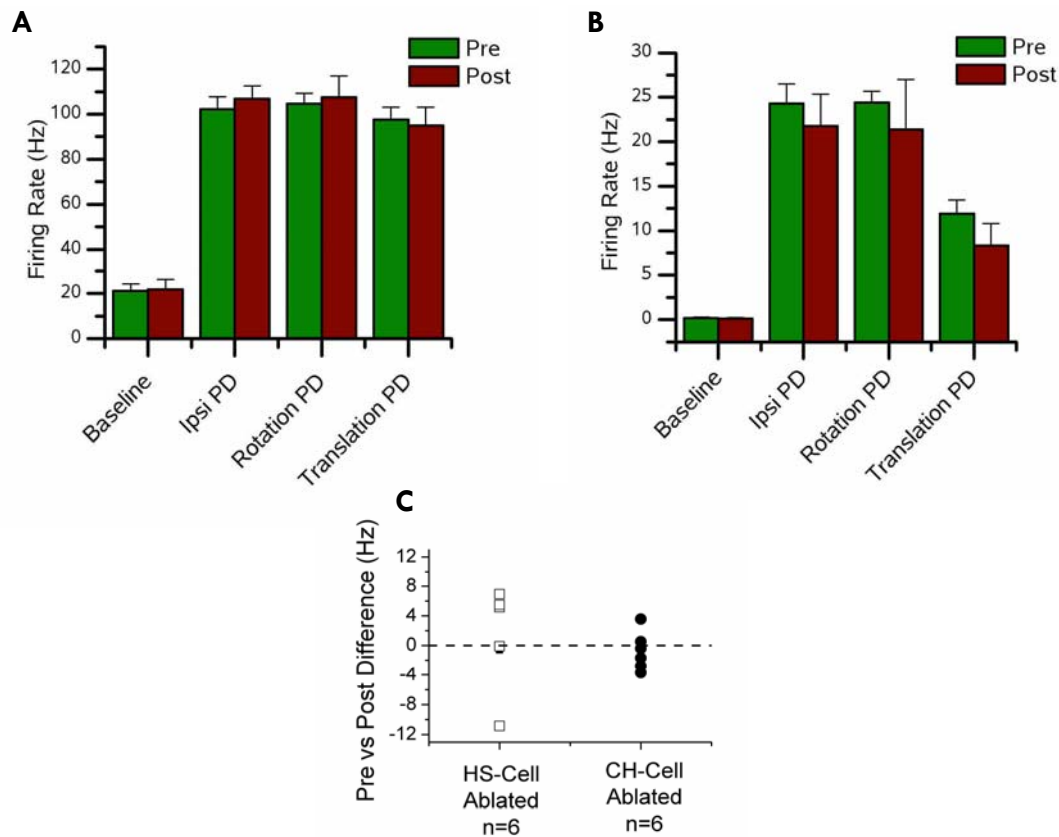 A
Pre
Post
Firing Rate (Hz)
120
100
80
60
40
20
0
Baseline
Ipsi PD
Rotation PD
Translation PD
B
Pre
Post
Firing Rate (Hz)
30
25
20
15
10
5
0
Baseline
Ipsi PD
Rotation PD
Translation PD
C
Pre vs Post Difference (Hz)
12
8
4
0
-4
-8
-12
HS-Cell
Ablated
n=6
CH-Cell
Ablated
n=6